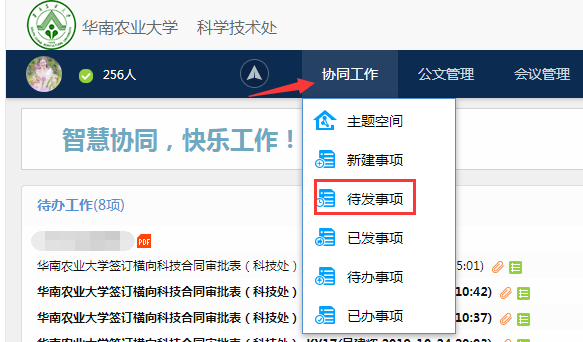 华南农业大学 科学技术处
256人 协同工作 公文管理 会议管理
主题空间
智慧协同，快乐工作！
新建事项
待发事项
待办工作(8项)
已发事项
PDF
华南农业大学签订横向科技合同审批表（科技处） 5:01)
待办事项
华南农业大学签订横向科技合同审批表（科技处） 10:42)
已办事项
华南农业大学签订横向科技合同审批表（科技处） 10:37)